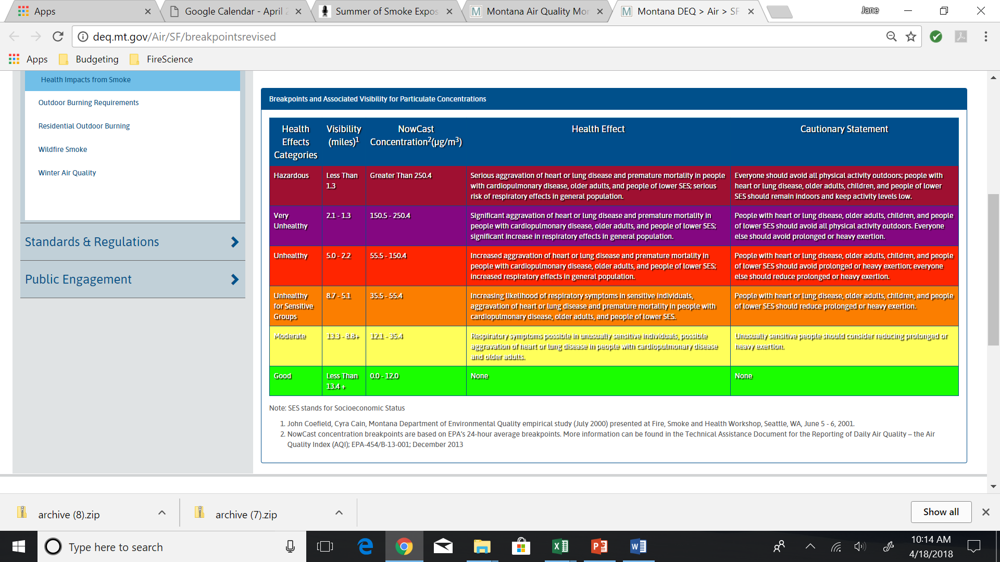 Apps
Google Calendar - April 2
Summer of Smoke Expos
M Montana Air Quality Mor
M Montana DEQ > Air > SF
Jane
deq.mt.gov/Air/SF/breakpointsrevised
Apps
Budgeting
FireScience
Health Impacts from Smoke
Outdoor Burning Requirements
Residential Outdoor Burning
Wildfire Smoke
Winter Air Quality
Standards & Regulations
Public Engagement
Breakpoints and Associated Visibility for Particulate Concentrations
Health
Effects
Categories
Visibility
(miles)1
NowCast
Concentration2(µg/m3)
Health Effect
Cautionary Statement
Hazardous
Less Than
1.3
Greater Than 250.4
Serious aggravation of heart or lung disease and premature mortality in people
with cardiopulmonary disease, older adults, and people of lower SES; serious
risk of respiratory effects in general population.
Everyone should avoid all physical activity outdoors; people with
heart or lung disease, older adults, children, and people of lower
SES should remain indoors and keep activity levels low.
Very
Unhealthy
2.1 - 1.3
150.5 - 250.4
Significant aggravation of heart or lung disease and premature mortality in
people with cardiopulmonary disease, older adults, and people of lower SES;
significant increase in respiratory effects in general population.
People with heart or lung disease, older adults, children, and people
of lower SES should avoid all physical activity outdoors. Everyone
else should avoid prolonged or heavy exertion.
Unhealthy
5.0 - 2.2
55.5 - 150.4
Increased aggravation of heart or lung disease and premature mortality in
people with cardiopulmonary disease, older adults, and people of lower SES;
increased respiratory effects in general population.
People with heart or lung disease, older adults, children, and people
of lower SES should avoid prolonged or heavy exertion; everyone
else should reduce prolonged or heavy exertion.
Unhealthy
for Sensitive
Groups
8.7 - 5.1
35.5 - 55.4
Increasing likelihood of respiratory symptoms in sensitive individuals,
aggravation of heart or lung disease and premature mortality in people with
cardiopulmonary disease, older adults, and people of lower SES.
People with heart or lung disease, older adults, children, and people
of lower SES should reduce prolonged or heavy exertion.
Moderate
13.3 - 8.8+
12.1 - 35.4
Respiratory symptoms possible in unusually sensitive individuals, possible
aggravation of heart or lung disease in people with cardiopulmonary disease
and older adults.
Unusually sensitive people should consider reducing prolonged or
heavy exertion.
Good
Less Than
13.4 +
0.0 - 12.0
None
None
Note: SES stands for Socioeconomic Status
1. John Coefield, Cyra Cain, Montana Department of Environmental Quality empirical study (July 2000) presented at Fire, Smoke and Health Workshop, Seattle, WA, June 5 - 6, 2001.
2. NowCast concentration breakpoints are based on EPA's 24-hour average breakpoints. More information can be found in the Technical Assistance Document for the Reporting of Daily Air Quality – the Air
Quality Index (AQI); EPA-454/B-13-001; December 2013
archive (8).zip
archive (7).zip
Show all
Type here to search
10:14 AM
4/18/2018